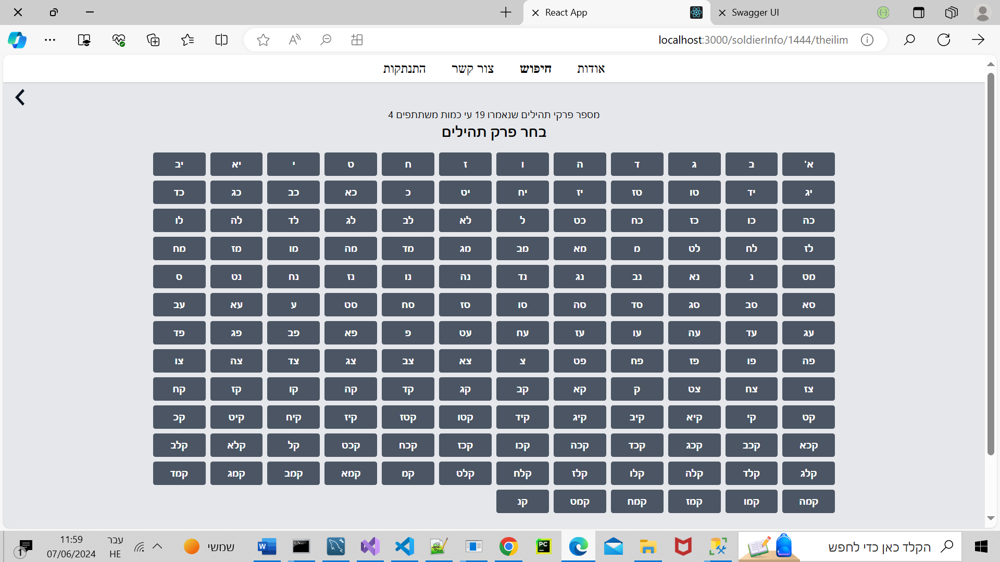 React App
Swagger UI
localhost:3000/soldierInfo/1444/theilim
אודות חיפוש צור קשר התנתקות
מספר פרקי תהילים שנאמרו 19 עי כמות משתתפים 4
בחר פרק תהילים
א' ב ג ד ה ו ז ח ט י יא יב
יג יד טו טז יז יח יט כ כא כב כג כד
כה כו כז כח כט ל לא לב לג לד לה לו
לז לח לט מ מא מב מג מד מה מו מז מח
מט נ נא נב נג נד נה נו נז נח נט ס
סא סב סג סד סה סו סז סח סט ע עא עב
עג עד עה עו עז עח עט פ פא פב פג פד
פה פו פז פח פט צ צא צב צג צד צה צו
צז צח צט ק קא קב קג קד קה קו קז קח
קט קי קיא קיב קיג קיד קטו קטז קיז קיח קיט קכ
קכא קכב קכג קכד קכה קכו קכז קכח קכט קל קלא קלב
קלג קלד קלה קלו קלז קלח קלט קמ קמא קמב קמג קמד
קמה קמו קמז קמח קמט קנ
הקלד כאן כדי לחפש
PC
W
שמשי
עבר
HE
11:59
07/06/2024
1